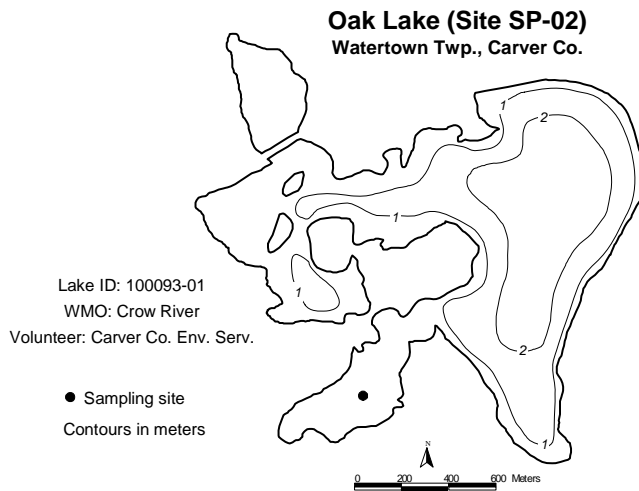 Oak Lake (Site SP-02)
Watertown Twp., Carver Co.
1
2
1
1
2
1
Lake ID: 100093-01
WMO: Crow River
Volunteer: Carver Co. Env. Serv.
Sampling site
Contours in meters
N
0 200 400 600 Meters